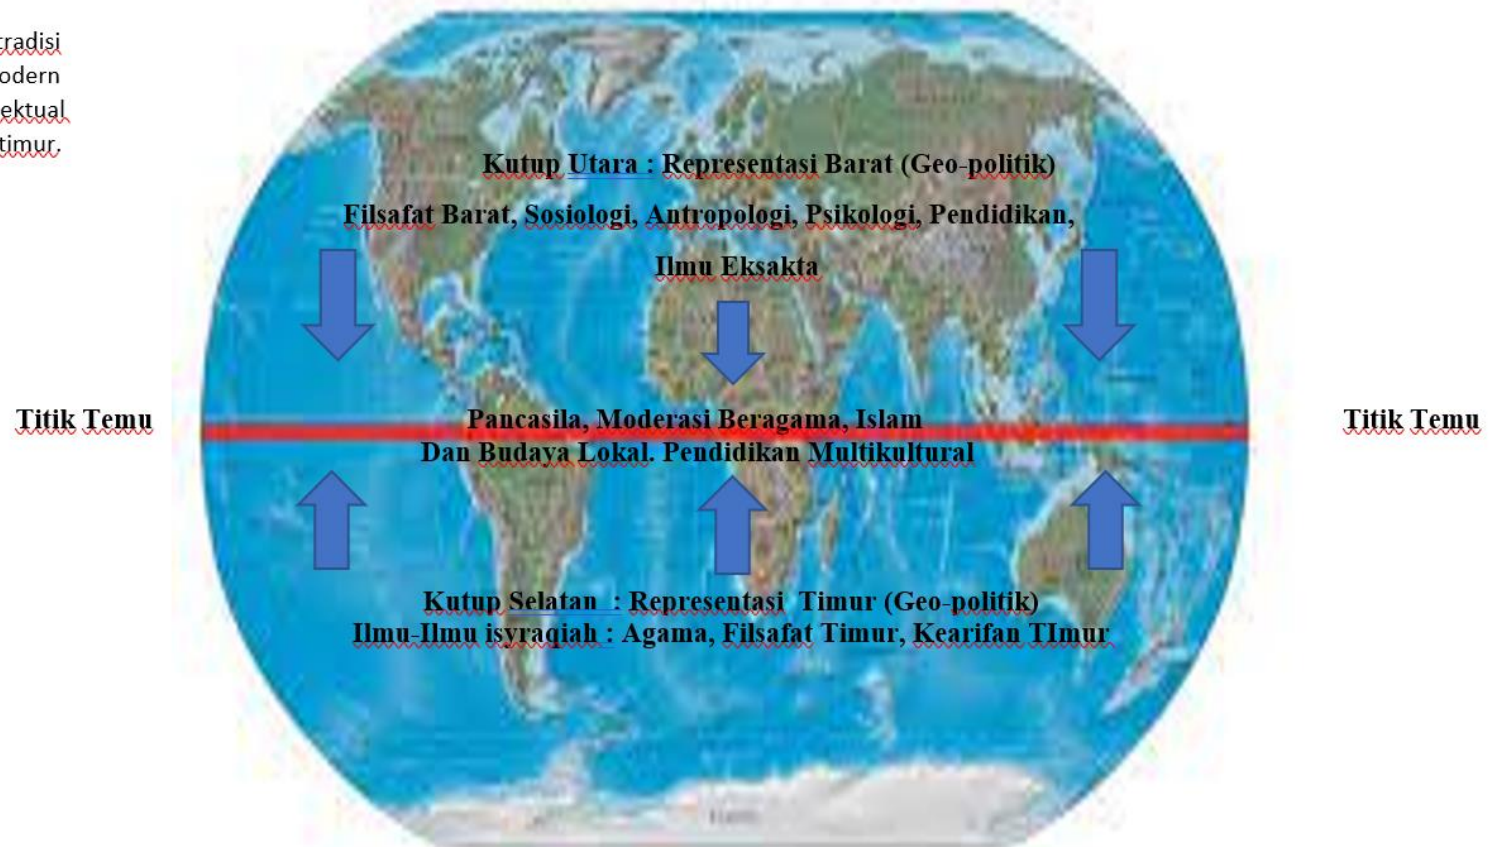 tradisi
odern
ektual
timur.
Kutup Utara : Representasi Barat (Geo-politik)
Filsafat Barat, Sosiologi, Antropologi, Psikologi, Pendidikan,
Ilmu Eksakta
Titik Temu
Pancasila, Moderasi Beragama, Islam
Dan Budaya Lokal. Pendidikan Multikultural
Titik Temu
Kutup Selatan : Representasi Timur (Geo-politik)
Ilmu-Ilmu isyraqiah : Agama, Filsafat Timur, Kearifan TImur